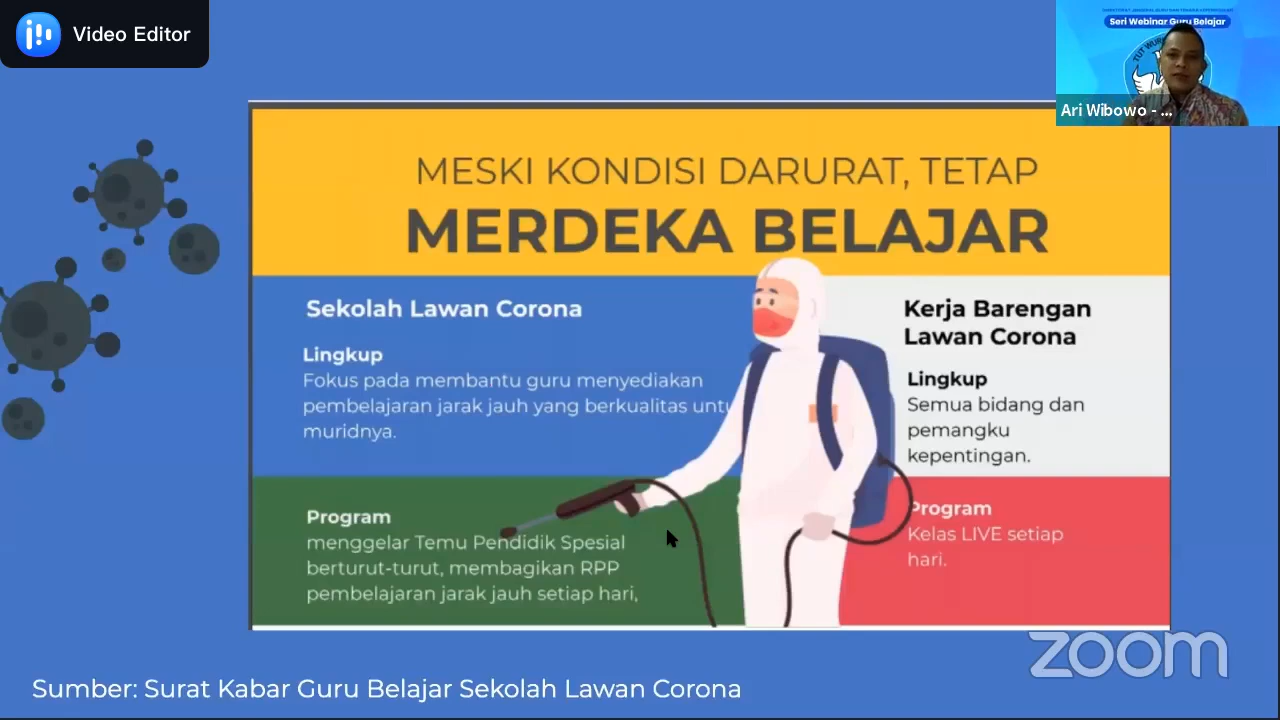 Video Editor
Seri Webinar Guru Belajar
Ari Wibowo - ...
MESKI KONDISI DARURAT, TETAP
MERDEKA BELAJAR
Sekolah Lawan Corona
Lingkup
Fokus pada membantu guru menyediakan
pembelajaran jarak jauh yang berkualitas
muridnya.
Kerja Barengan
Lawan Corona
Lingkup
Semua bidang dan
pemangku
kepentingan.
Program
menggelar Temu Pendidik Spesial
berturut-turut, membagikan RPP
pembelajaran jarak jauh setiap hari,
Program
Kelas LIVE setiap
hari.
zoom
Sumber: Surat Kabar Guru Belajar Sekolah Lawan Corona